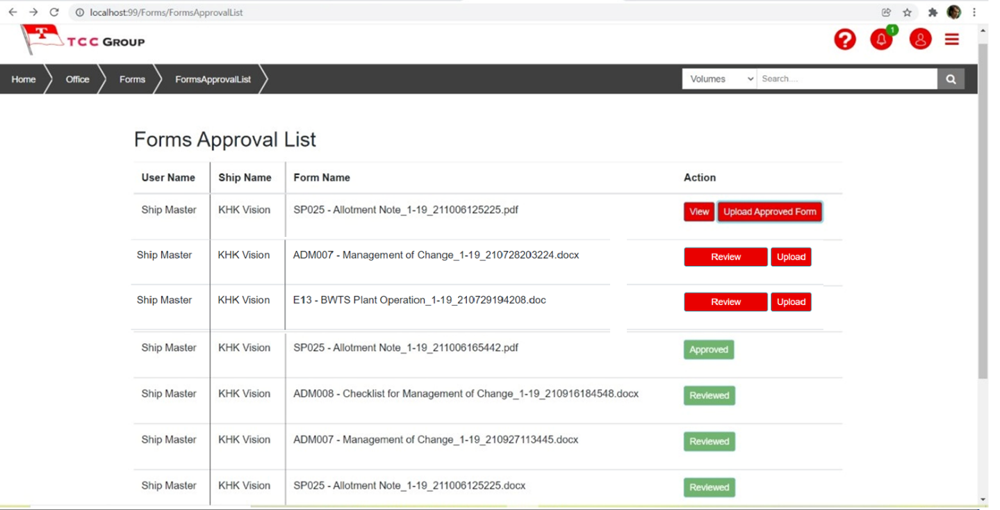 localhost:99/Forms/FormsApprovalList
T
TCC GROUP
? 1
Home Office Forms FormsApprovalList Volumes Search....
Forms Approval List
User Name Ship Name Form Name Action
Ship Master KHK Vision SP025 - Allotment Note_1-19_211006125225.pdf View Upload Approved Form
Ship Master KHK Vision ADM007 - Management of Change_1-19_210728203224.docx Review Upload
Ship Master KHK Vision E13 - BWTS Plant Operation_1-19_210729194208.doc Review Upload
Ship Master KHK Vision SP025 - Allotment Note_1-19_211006165442.pdf Approved
Ship Master KHK Vision ADM008 - Checklist for Management of Change_1-19_210916184548.docx Reviewed
Ship Master KHK Vision ADM007 - Management of Change_1-19_210927113445.docx Reviewed
Ship Master KHK Vision SP025 - Allotment Note_1-19_211006125225.docx Reviewed